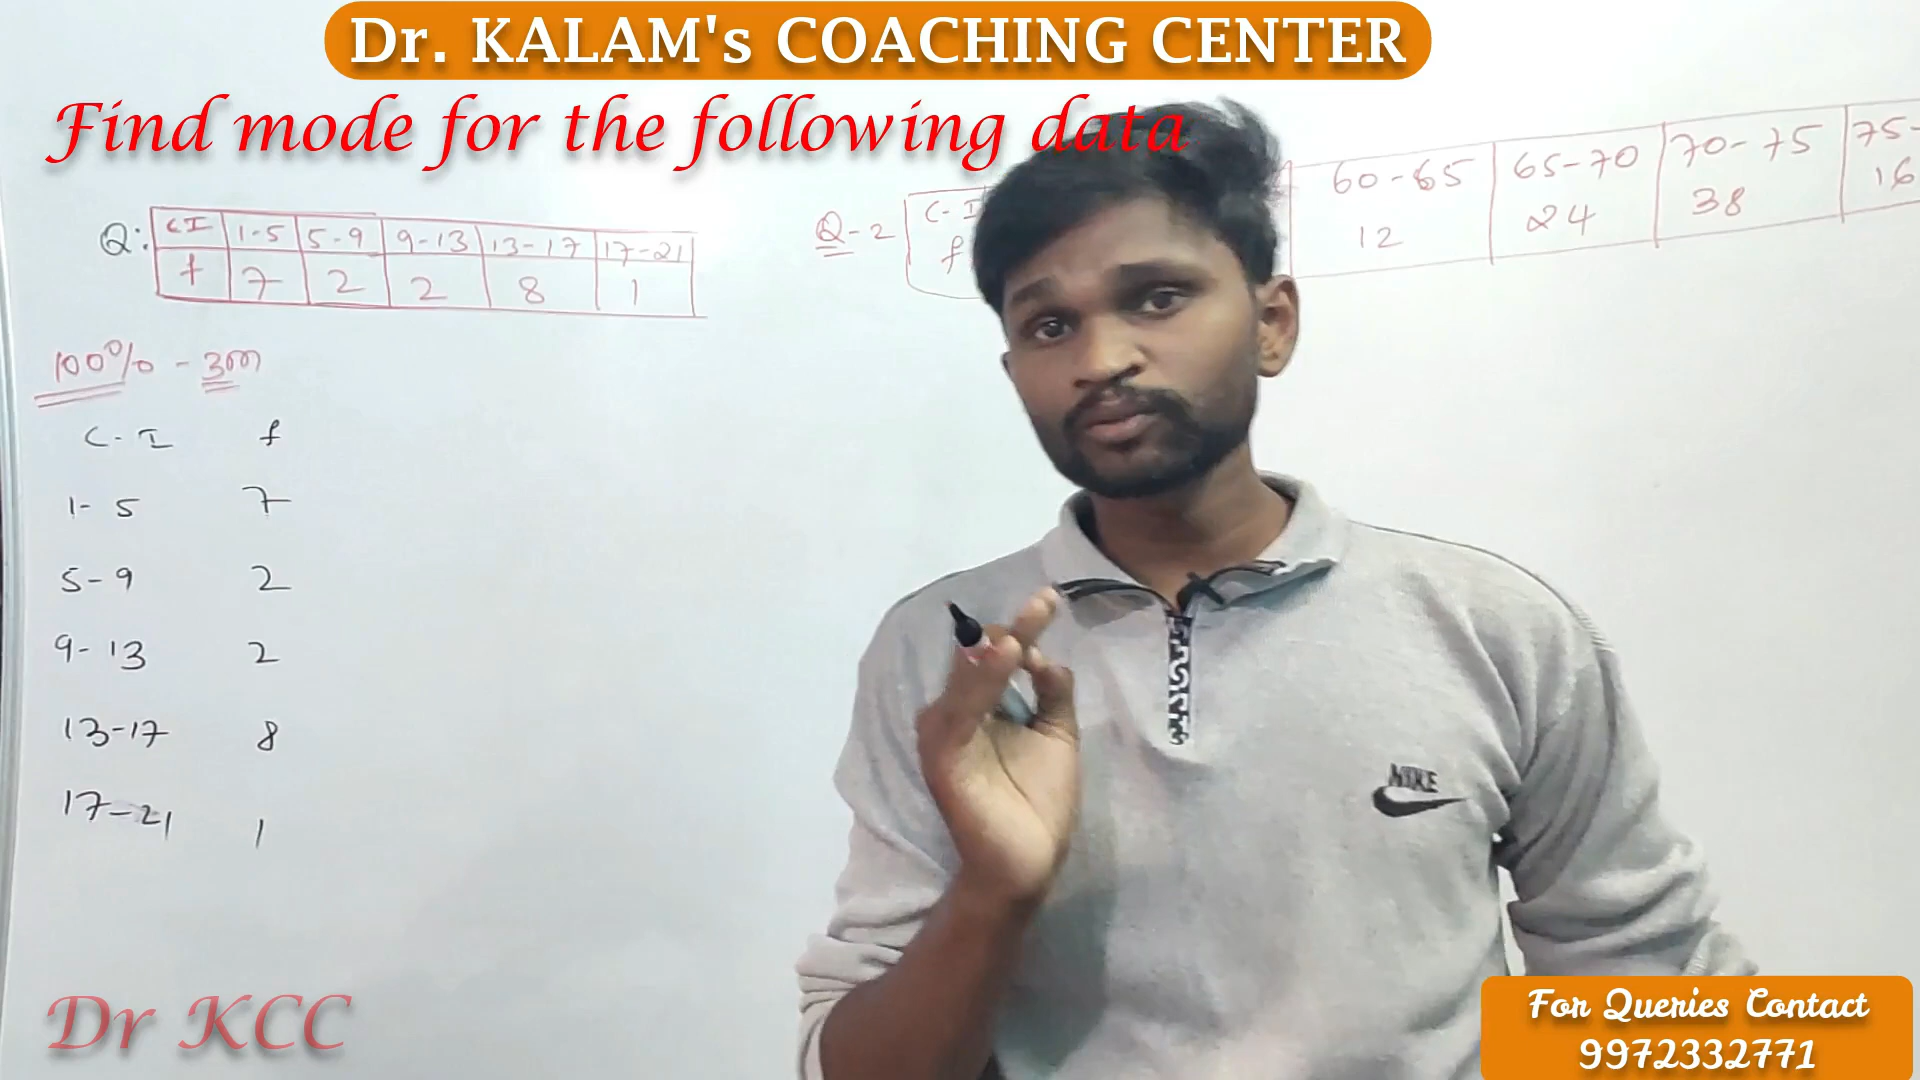 Dr. KALAM's COACHING CENTER
Find mode for the following data
Q: CI 1-5 5-9 9-13 13-17 17-21
f 7 2 2 8 1
Q-2 C-I 60-65 65-70 70-75 75-
f 12 24 38 16
100% - 3m
C-I f
1-5 7
5-9 2
9-13 2
13-17 8
17-21 1
NIKE
Dr KCC
For Queries Contact
9972332771